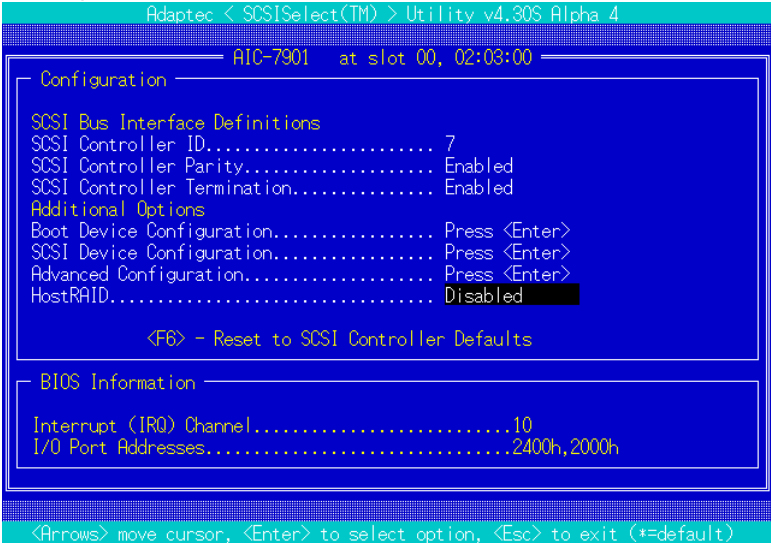 Adaptec < SCSISelect(TM) > Utility v4.30S Alpha 4
AIC-7901 at slot 00, 02:03:00
Configuration
SCSI Bus Interface Definitions
SCSI Controller ID........................ 7
SCSI Controller Parity.................... Enabled
SCSI Controller Termination............... Enabled
Additional Options
Boot Device Configuration................. Press <Enter>
SCSI Device Configuration................. Press <Enter>
Advanced Configuration.................... Press <Enter>
HostRAID.................................. Disabled
<F6> - Reset to SCSI Controller Defaults
BIOS Information
Interrupt (IRQ) Channel...........................10
I/O Port Addresses................................2400h,2000h
<Arrows> move cursor, <Enter> to select option, <Esc> to exit (*=default)